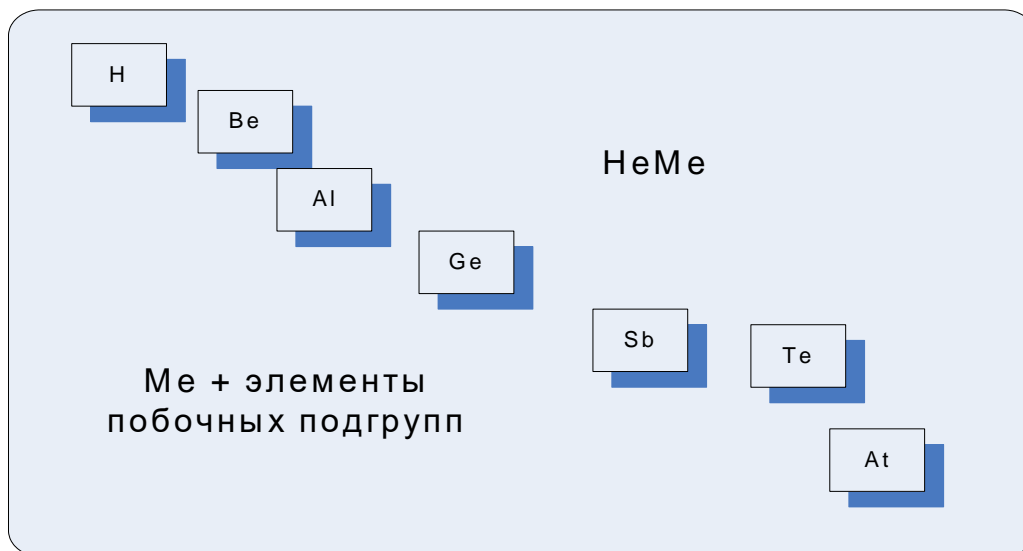 H
Be
НеМе
Al
Ge
Sb
Te
Ме + элементы
побочных подгрупп
At